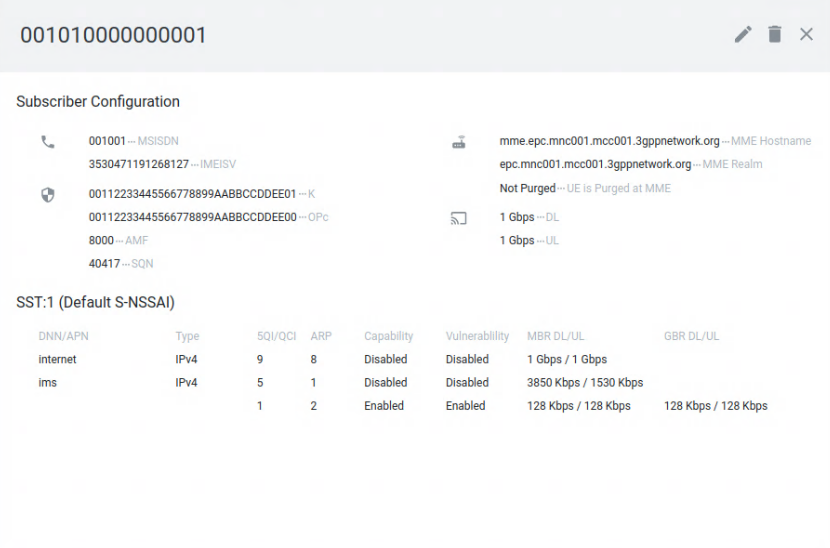 001010000000001
Subscriber Configuration
001001 --- MSISDN
3530471191268127 --- IMEISV
00112233445566778899AABBCCDDEE01 --- K
00112233445566778899AABBCCDDEE00 --- OPc
8000 --- AMF
40417 --- SQN
mme.epc.mnc001.mcc001.3gppnetwork.org --- MME Hostname
epc.mnc001.mcc001.3gppnetwork.org --- MME Realm
Not Purged --- UE is Purged at MME
1 Gbps --- DL
1 Gbps --- UL
SST:1 (Default S-NSSAI)
DNN/APN Type 5QI/QCI ARP Capability Vulnerablility MBR DL/UL GBR DL/UL
internet IPv4 9 8 Disabled Disabled 1 Gbps / 1 Gbps
ims IPv4 5 1 Disabled Disabled 3850 Kbps / 1530 Kbps
1 2 Enabled Enabled 128 Kbps / 128 Kbps 128 Kbps / 128 Kbps